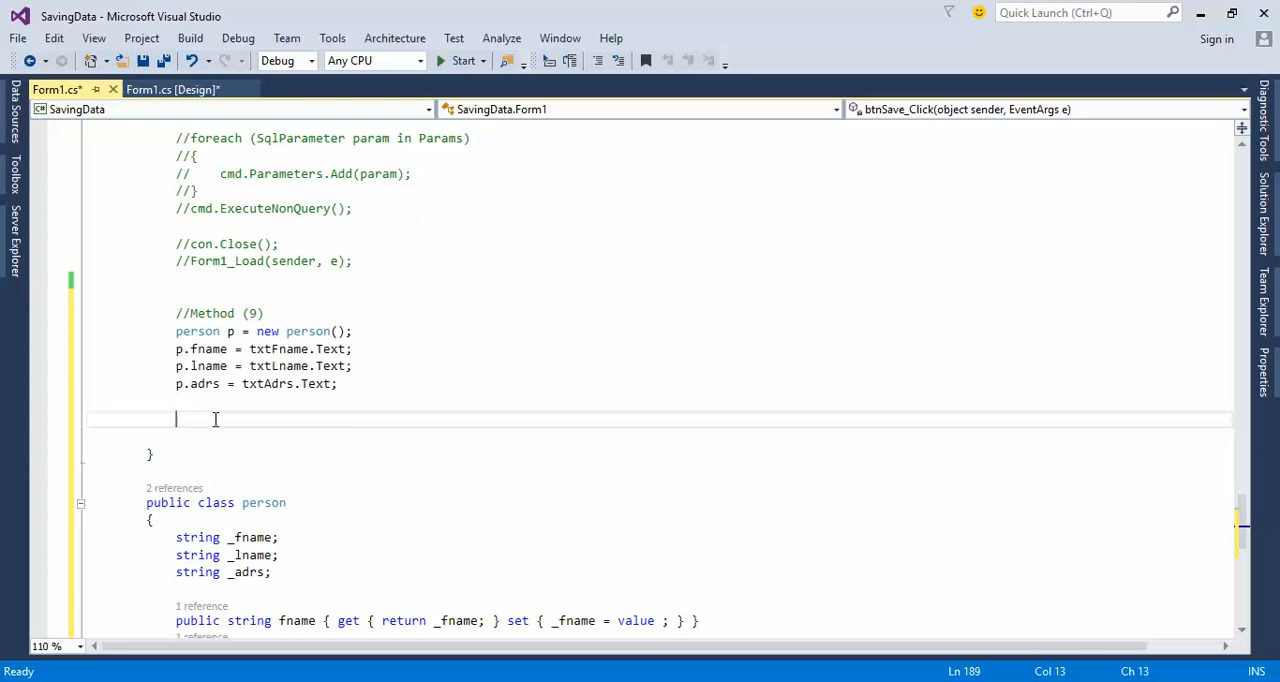 SavingData - Microsoft Visual Studio
Quick Launch (Ctrl+Q)
File Edit View Project Build Debug Team Tools Architecture Test Analyze Window Help
Sign in
Debug Any CPU Start
Form1.cs* Form1.cs [Design]*
SavingData SavingData.Form1 btnSave_Click(object sender, EventArgs e)
Data Sources
Toolbox
Server Explorer
//foreach (SqlParameter param in Params)
//{
//    cmd.Parameters.Add(param);
//}
//cmd.ExecuteNonQuery();
//con.Close();
//Form1_Load(sender, e);
//Method (9)
person p = new person();
p.fname = txtFname.Text;
p.lname = txtLname.Text;
p.adrs = txtAdrs.Text;
}
2 references
public class person
{
string _fname;
string _lname;
string _adrs;
1 reference
public string fname { get { return _fname; } set { _fname = value ; } }
1 reference
Diagnostic Tools
Solution Explorer
Team Explorer
Properties
110 %
Ready Ln 189 Col 13 Ch 13 INS